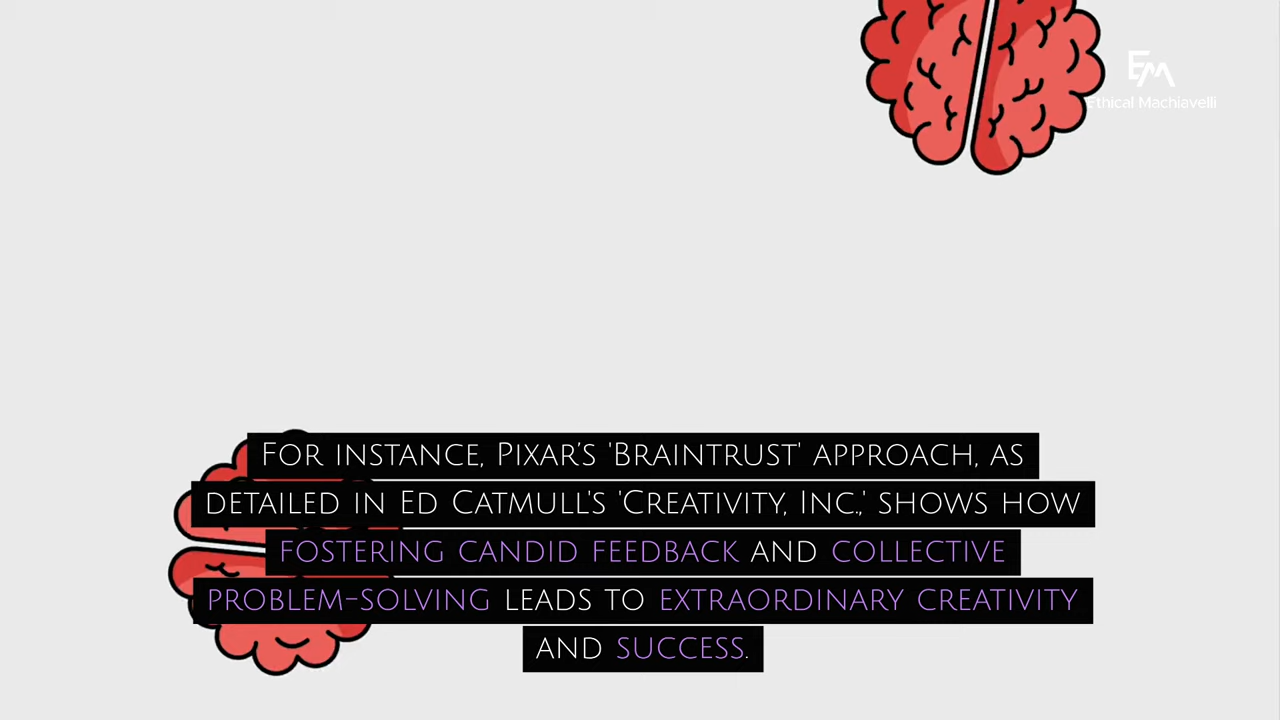 EM
Ethical Machiavelli
For instance, Pixar’s 'Braintrust' approach, as
detailed in Ed Catmull's 'Creativity, Inc.,' shows how
fostering candid feedback and collective
problem-solving leads to extraordinary creativity
and success.